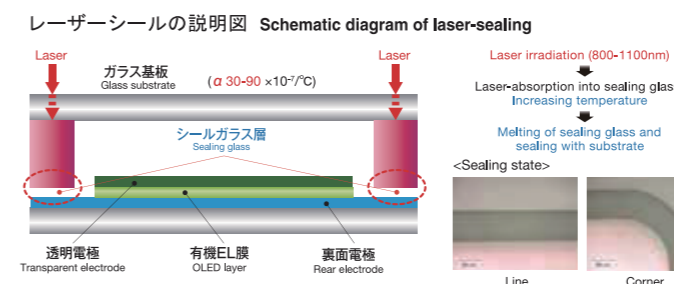 レーザーシールの説明図 Schematic diagram of laser-sealing
Laser
Laser
ガラス基板
Glass substrate
(α 30-90 ×10⁻⁷/℃)
シールガラス層
Sealing glass
透明電極
Transparent electrode
有機EL膜
OLED layer
裏面電極
Rear electrode
Laser irradiation (800-1100nm)
Laser-absorption into sealing glas
Increasing temperature
Melting of sealing glass and
sealing with substrate
<Sealing state>
Line
Corner